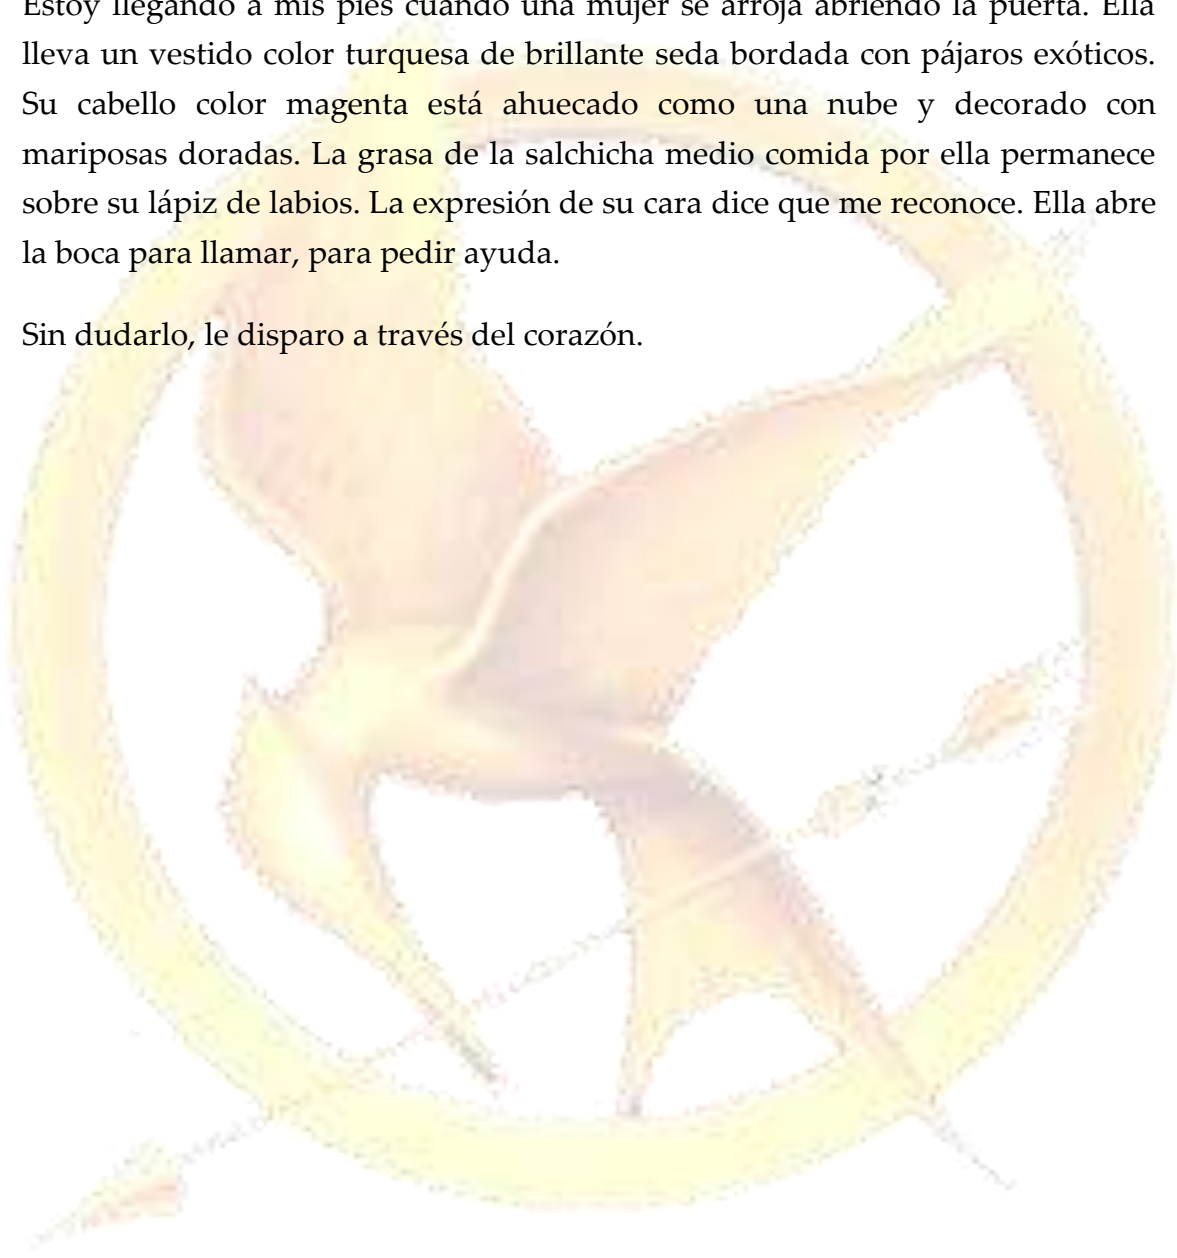 Estoy llegando a mis pies cuando una mujer se arroja abriendo la puerta. Ella
lleva un vestido color turquesa de brillante seda bordada con pájaros exóticos.
Su cabello color magenta está ahuecado como una nube y decorado con
mariposas doradas. La grasa de la salchicha medio comida por ella permanece
sobre su lápiz de labios. La expresión de su cara dice que me reconoce. Ella abre
la boca para llamar, para pedir ayuda.
Sin dudarlo, le disparo a través del corazón.